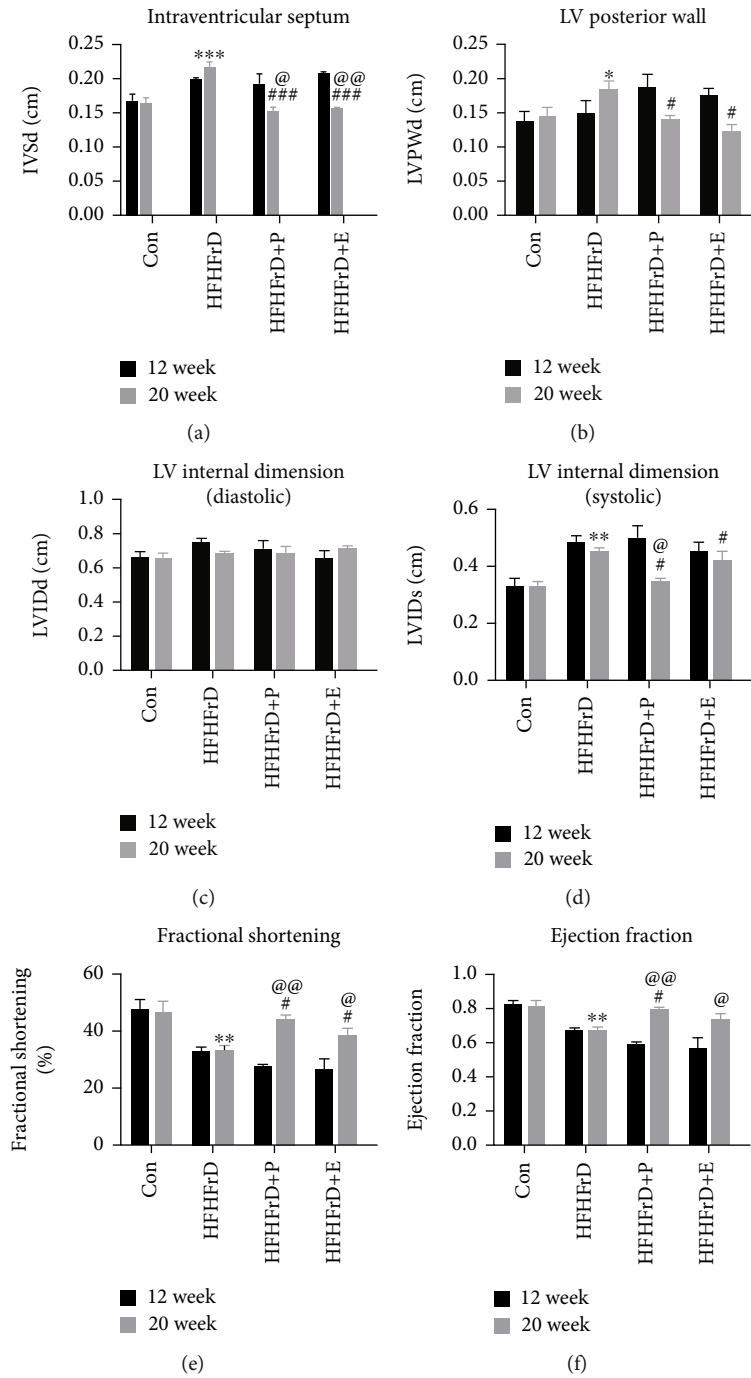 Intraventricular septum
IVSd (cm)
0.25
0.20
0.15
0.10
0.05
0.00
***
@
###
@@
###
Con
HFHFrD
HFHFrD+P
HFHFrD+E
12 week
20 week
(a)
LV posterior wall
LVPWd (cm)
0.25
0.20
0.15
0.10
0.05
0.00
*
#
#
Con
HFHFrD
HFHFrD+P
HFHFrD+E
12 week
20 week
(b)
LV internal dimension
(diastolic)
LVIDd (cm)
1.0
0.8
0.6
0.4
0.2
0.0
Con
HFHFrD
HFHFrD+P
HFHFrD+E
12 week
20 week
(c)
LV internal dimension
(systolic)
LVIDs (cm)
0.6
0.4
0.2
0.0
**
@
#
#
Con
HFHFrD
HFHFrD+P
HFHFrD+E
12 week
20 week
(d)
Fractional shortening
Fractional shortening
(%)
60
40
20
0
**
@@
#
@
#
Con
HFHFrD
HFHFrD+P
HFHFrD+E
12 week
20 week
(e)
Ejection fraction
Ejection fraction
1.0
0.8
0.6
0.4
0.2
0.0
**
@@
#
@
Con
HFHFrD
HFHFrD+P
HFHFrD+E
12 week
20 week
(f)